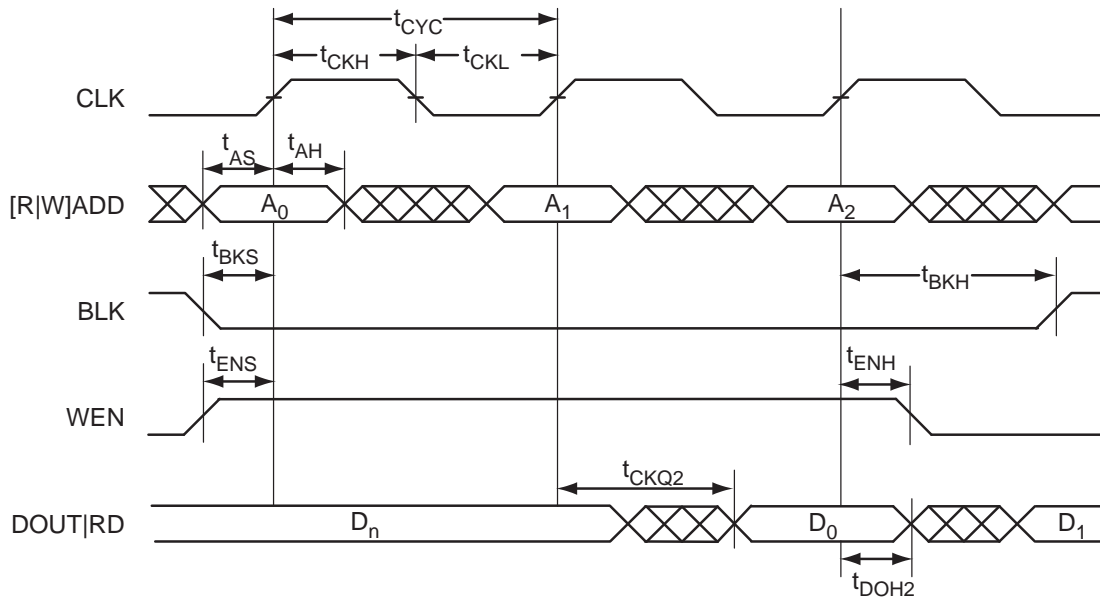 tCYC
tCKH tCKL
CLK
tAS tAH
[R|W]ADD A0 A1 A2
tBKS tBKH
BLK
tENS tENH
WEN
tCKQ2
DOUT|RD Dn D0 D1
tDOH2